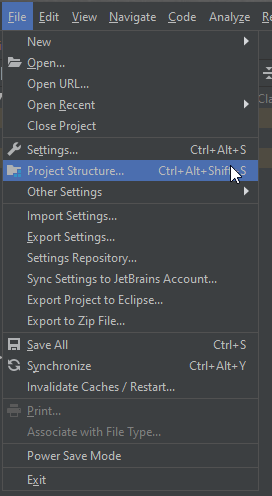 File Edit View Navigate Code Analyze
New
Open...
Open URL...
Open Recent
Close Project
Settings... Ctrl+Alt+S
Project Structure... Ctrl+Alt+Shift+S
Other Settings
Import Settings...
Export Settings...
Settings Repository...
Sync Settings to JetBrains Account...
Export Project to Eclipse...
Export to Zip File...
Save All Ctrl+S
Synchronize Ctrl+Alt+Y
Invalidate Caches / Restart...
Print...
Associate with File Type...
Power Save Mode
Exit